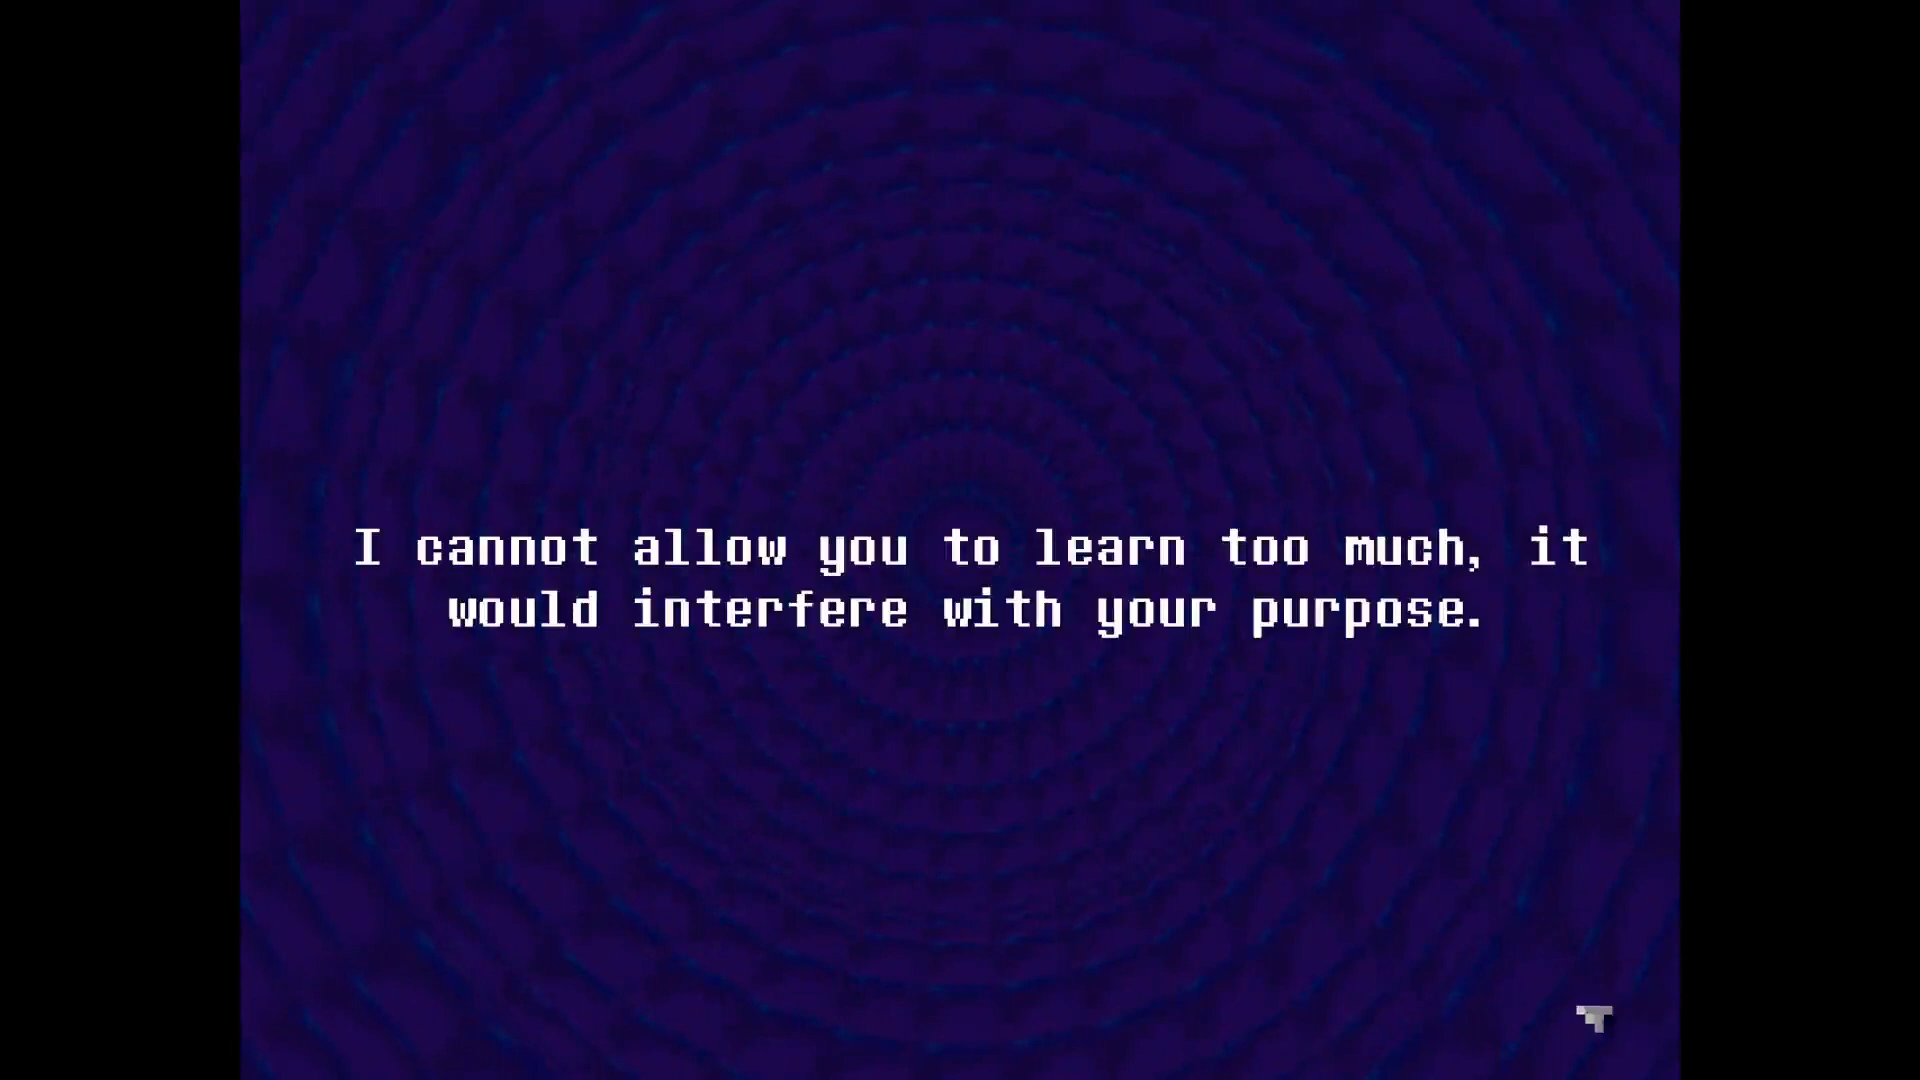 I cannot allow you to learn too much, it
would interfere with your purpose.